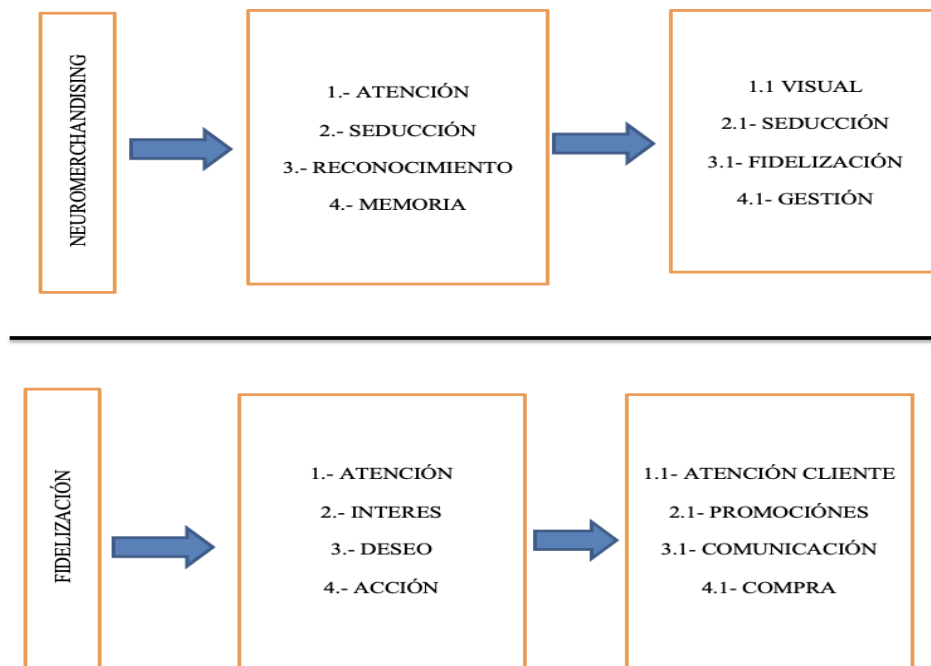 NEUROMERCHANDISING
1.- ATENCIÓN
2.- SEDUCCIÓN
3.- RECONOCIMIENTO
4.- MEMORIA
1.1 VISUAL
2.1- SEDUCCIÓN
3.1- FIDELIZACIÓN
4.1- GESTIÓN
FIDELIZACIÓN
1.- ATENCIÓN
2.- INTERES
3.- DESEO
4.- ACCIÓN
1.1- ATENCIÓN CLIENTE
2.1- PROMOCIÓNES
3.1- COMUNICACIÓN
4.1- COMPRA